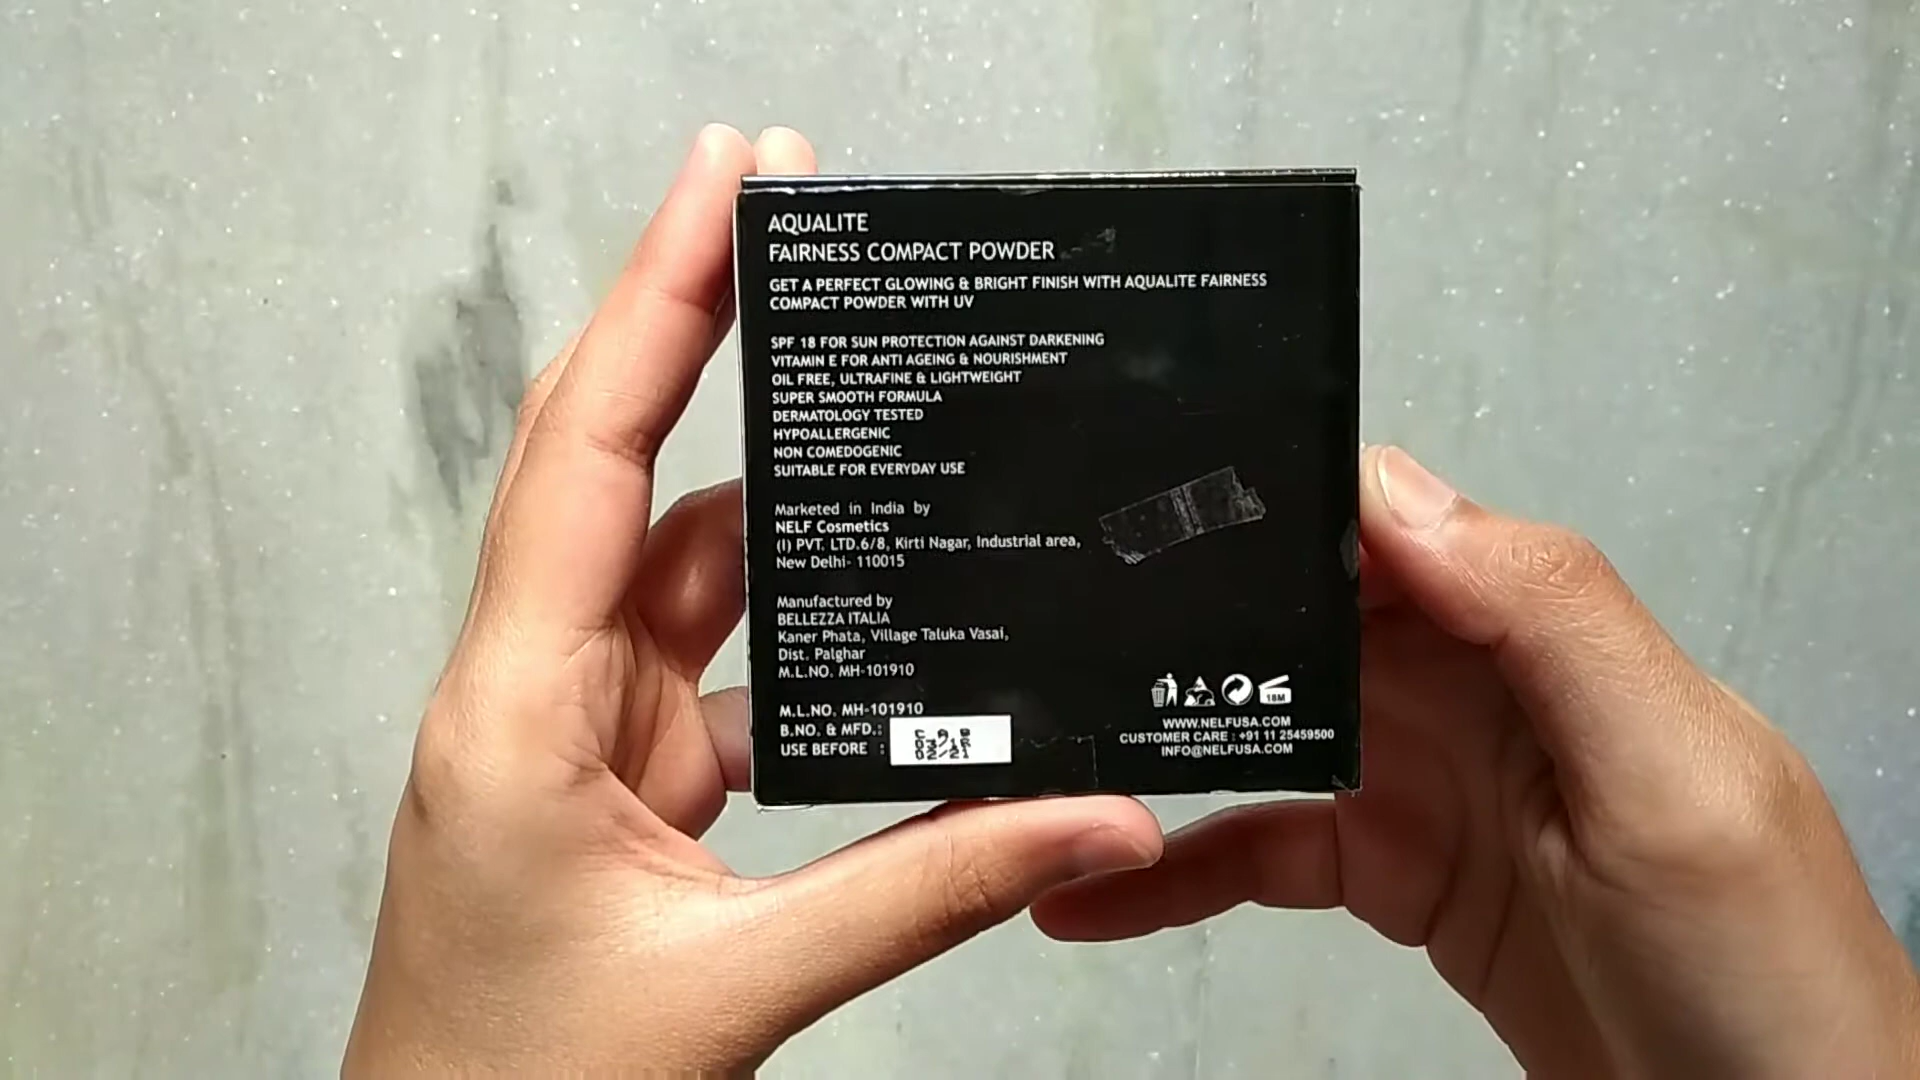 AQUALITE
FAIRNESS COMPACT POWDER
GET A PERFECT GLOWING & BRIGHT FINISH WITH AQUALITE FAIRNESS
COMPACT POWDER WITH UV
SPF 18 FOR SUN PROTECTION AGAINST DARKENING
VITAMIN E FOR ANTI AGEING & NOURISHMENT
OIL FREE, ULTRAFINE & LIGHTWEIGHT
SUPER SMOOTH FORMULA
DERMATOLOGY TESTED
HYPOALLERGENIC
NON COMEDOGENIC
SUITABLE FOR EVERYDAY USE
Marketed in India by
NELF Cosmetics
(I) PVT. LTD.6/8, Kirti Nagar, Industrial area,
New Delhi- 110015
Manufactured by
BELLEZZA ITALIA
Kaner Phata, Village Taluka Vasai,
Dist. Palghar
M.L.NO. MH-101910
M.L.NO. MH-101910
B.NO. & MFD.:
USE BEFORE :
18M
WWW.NELFUSA.COM
CUSTOMER CARE : +91 11 25459500
INFO@NELFUSA.COM